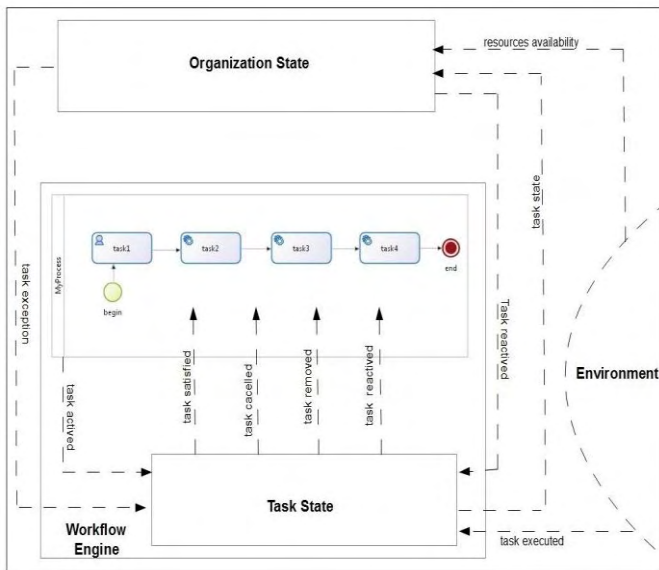 resources availability
Organization State
task state
task exception
MyProcess
task1
task2
task3
task4
begin
end
Task reactived
Environment
task actived
task satisfied
task cacelled
task removed
task reactived
Task State
Workflow
Engine
task executed